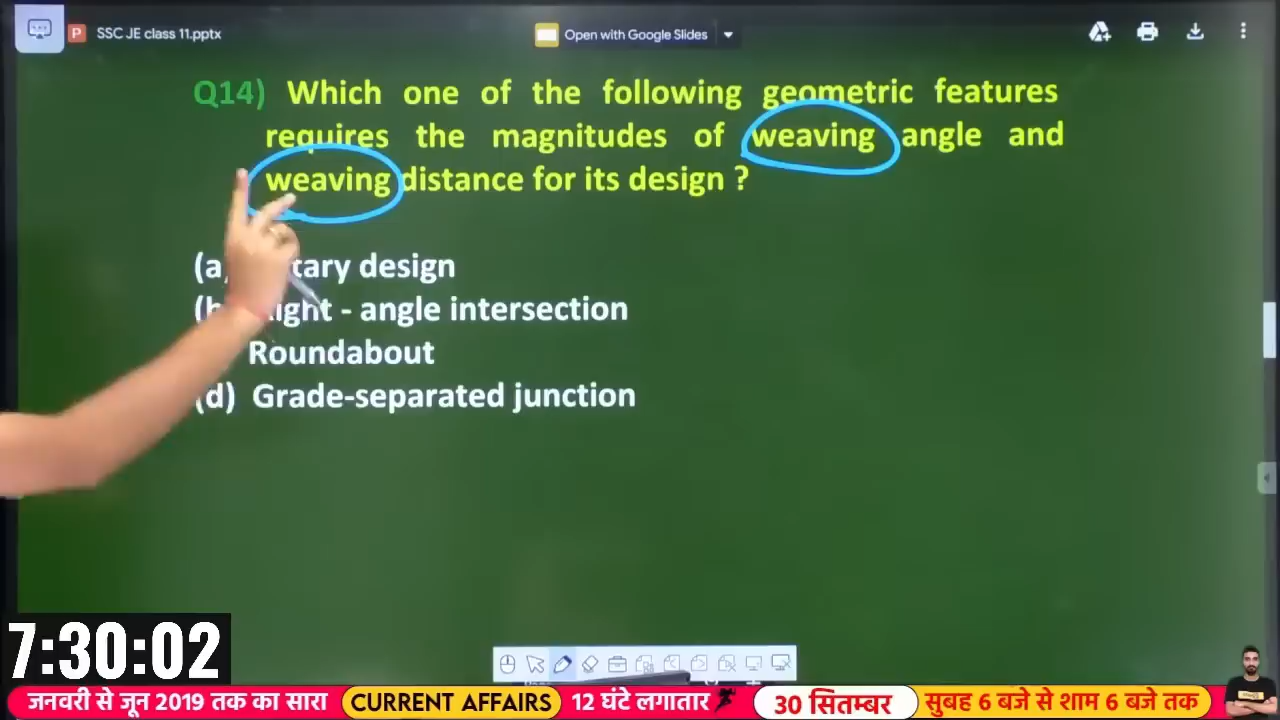 SSC JE class 11.pptx
Open with Google Slides
Q14) Which one of the following geometric features
requires the magnitudes of weaving angle and
weaving distance for its design ?
(a) design
(b) - angle intersection
Roundabout
(d) Grade-separated junction
7:30:02
जनवरी से जून 2019 तक का सारा CURRENT AFFAIRS 12 घंटे लगातार 30 सितम्बर सुबह 6 बजे से शाम 6 बजे तक